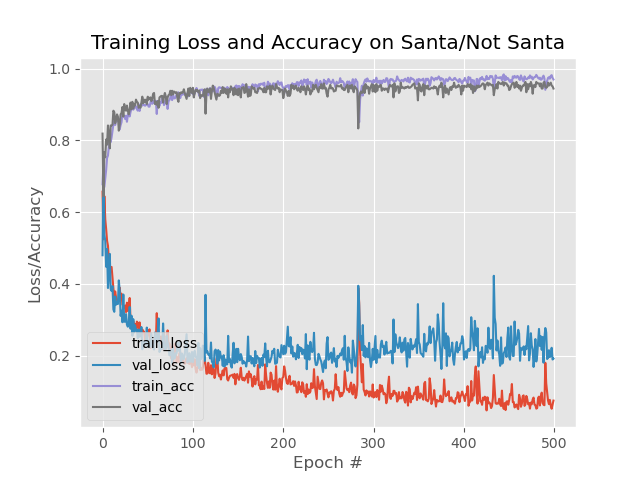 Training Loss and Accuracy on Santa/Not Santa
Loss/Accuracy
1.0
0.8
0.6
0.4
0.2
train_loss
val_loss
train_acc
val_acc
0 100 200 300 400 500
Epoch #